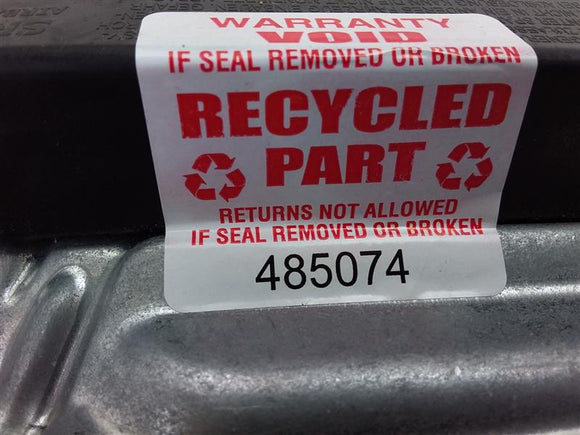 WARRANTY
VOID
IF SEAL REMOVED OR BROKEN
RECYCLED
PART
RETURNS NOT ALLOWED
IF SEAL REMOVED OR BROKEN
485074